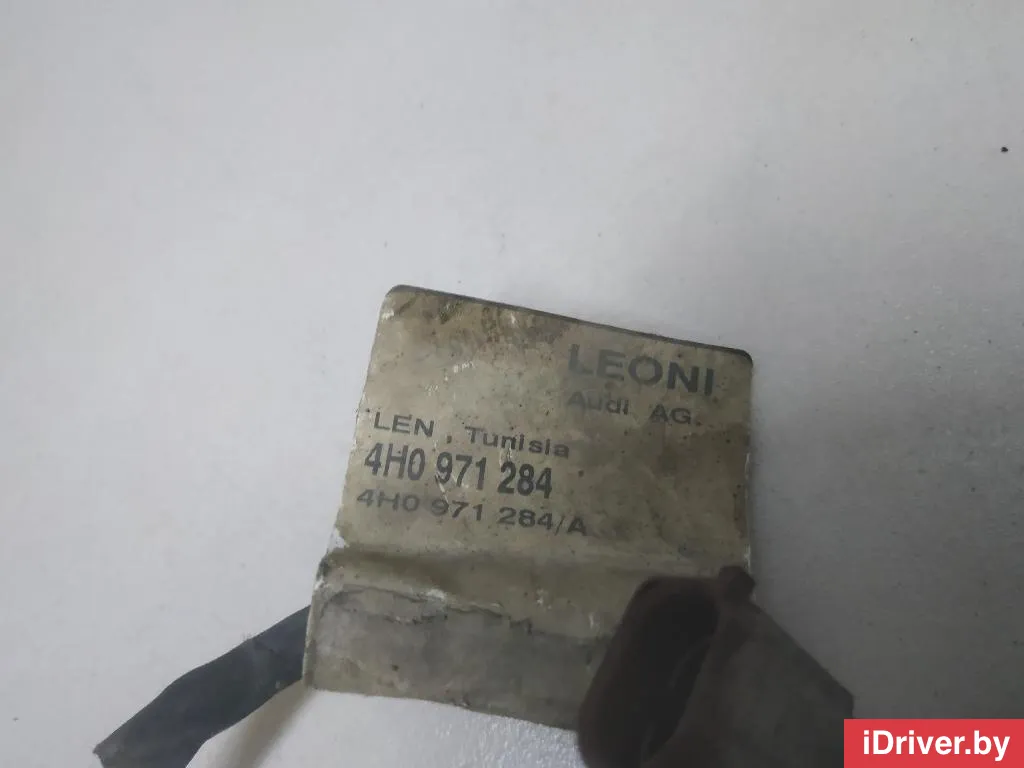 LEONI
Audi AG.
LEN, Tunisia
4H0 971 284
4H0 971 284/A
iDriver.by